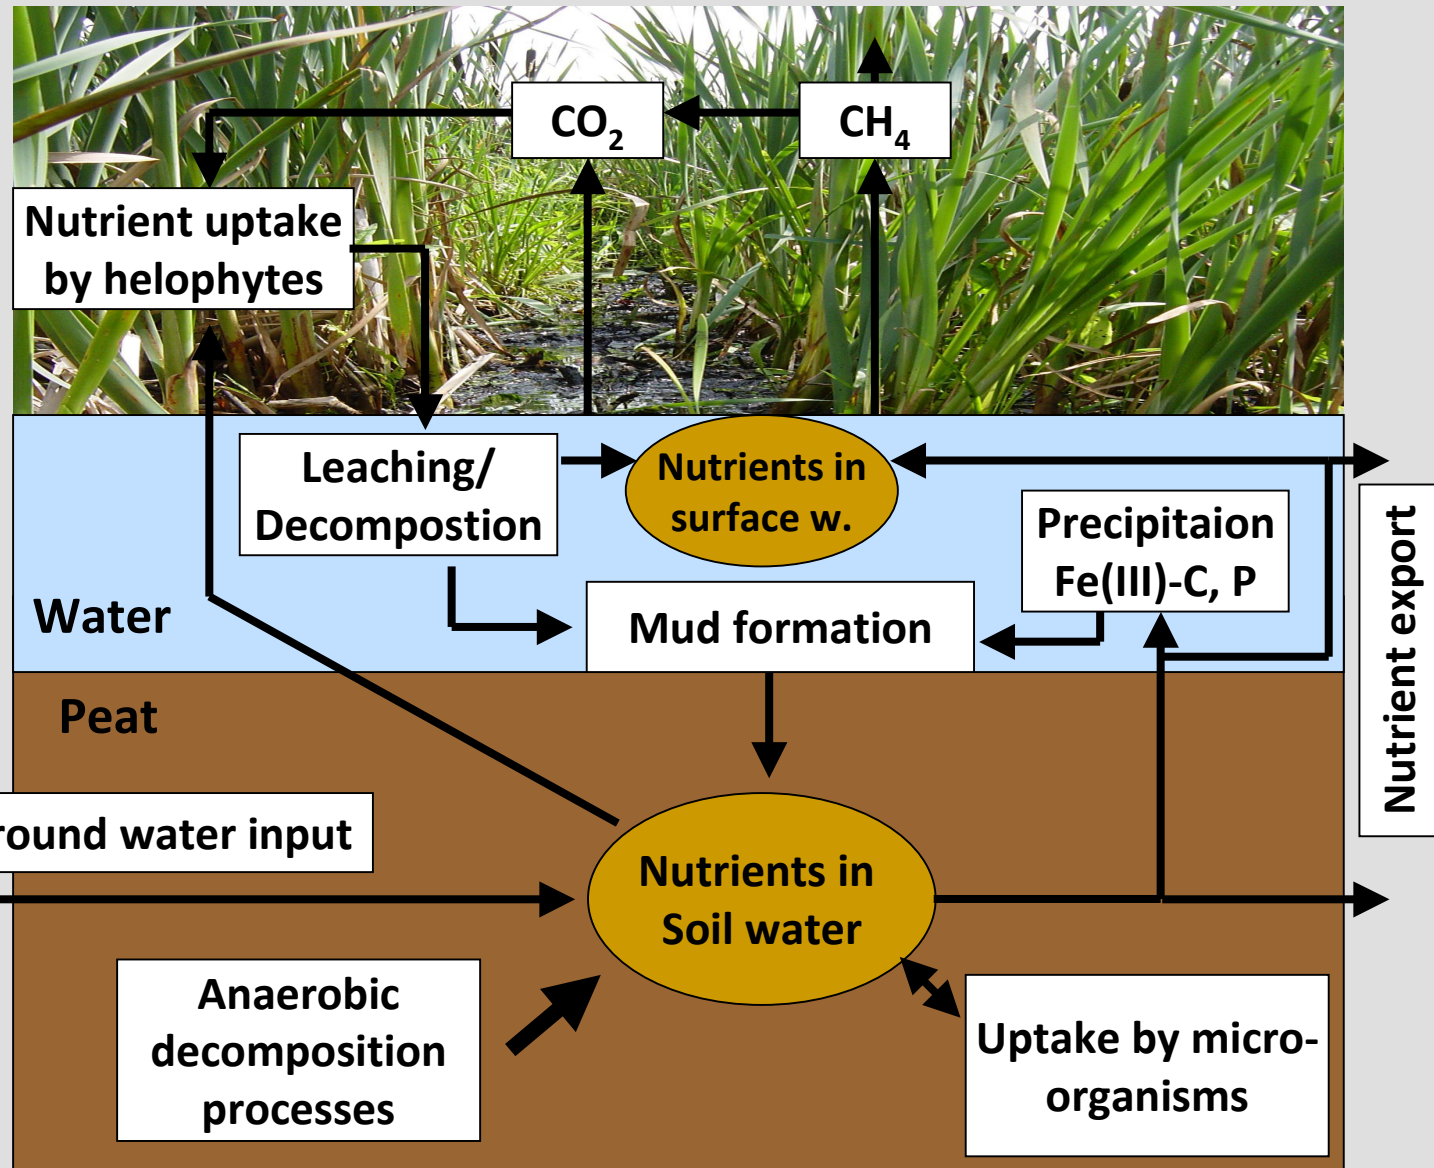 CO₂
CH₄
Nutrient uptake
by helophytes
Leaching/
Decompostion
Nutrients in
surface w.
Precipitaion
Fe(III)-C, P
Nutrient export
Water
Mud formation
Peat
round water input
Nutrients in
Soil water
Anaerobic
decomposition
processes
Uptake by micro-
organisms